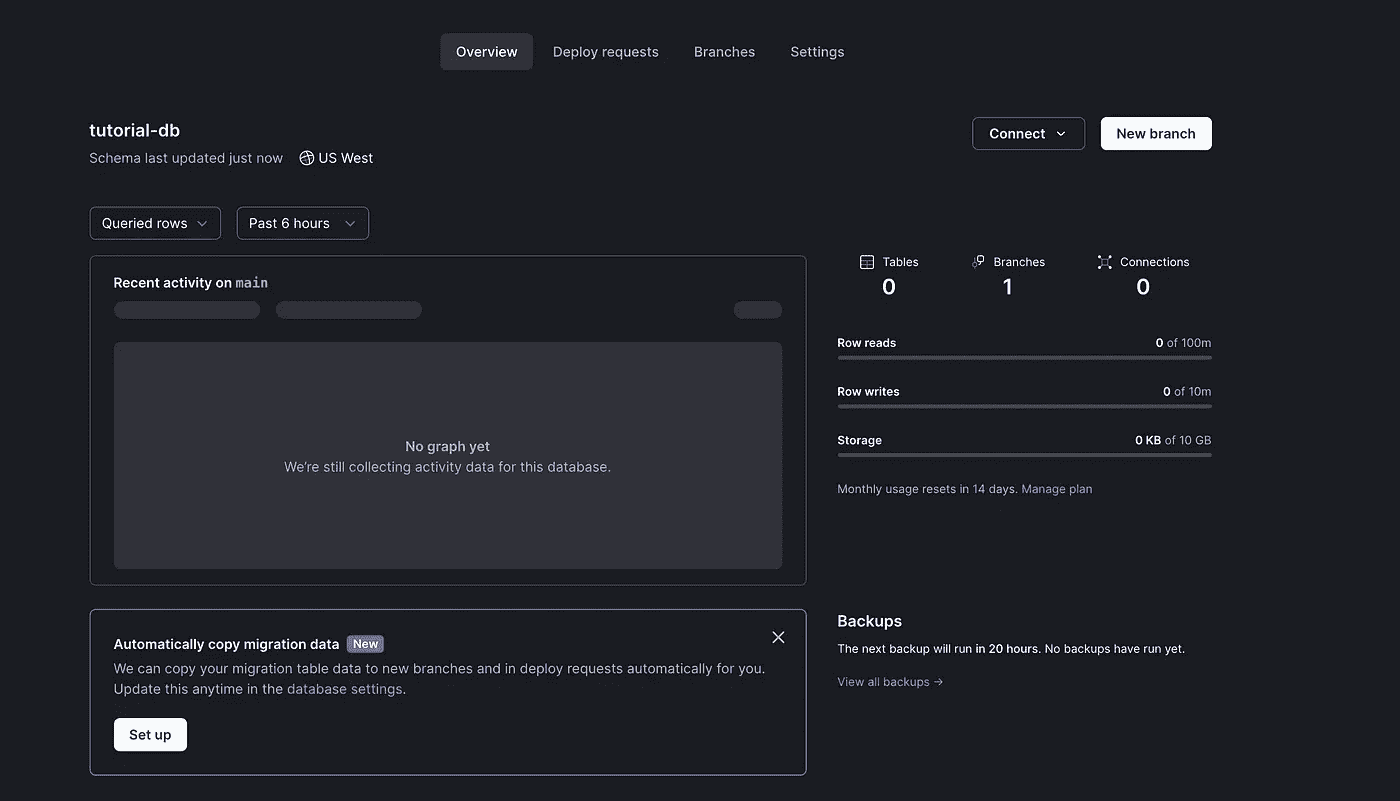 Overview Deploy requests Branches Settings
tutorial-db
Connect New branch
Schema last updated just now US West
Queried rows Past 6 hours
Recent activity on main
No graph yet
We're still collecting activity data for this database.
Tables Branches Connections
0 1 0
Row reads 0 of 100m
Row writes 0 of 10m
Storage 0 KB of 10 GB
Monthly usage resets in 14 days. Manage plan
Automatically copy migration data New
We can copy your migration table data to new branches and in deploy requests automatically for you.
Update this anytime in the database settings.
Set up
Backups
The next backup will run in 20 hours. No backups have run yet.
View all backups →